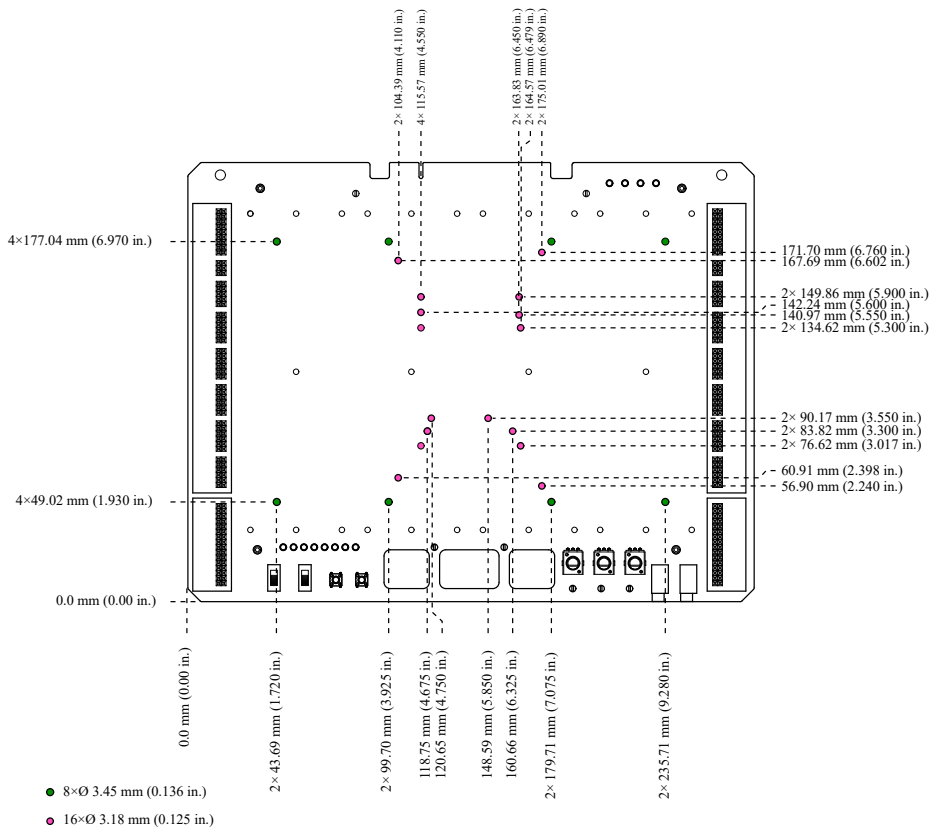 2× 104.39 mm (4.110 in.)
4× 115.57 mm (4.550 in.)
2× 163.83 mm (6.450 in.)
2× 164.57 mm (6.479 in.)
2× 175.01 mm (6.890 in.)
4×177.04 mm (6.970 in.)
171.70 mm (6.760 in.)
167.69 mm (6.602 in.)
2× 149.86 mm (5.900 in.)
142.24 mm (5.600 in.)
140.97 mm (5.550 in.)
2× 134.62 mm (5.300 in.)
2× 90.17 mm (3.550 in.)
2× 83.82 mm (3.300 in.)
2× 76.62 mm (3.017 in.)
60.91 mm (2.398 in.)
56.90 mm (2.240 in.)
4×49.02 mm (1.930 in.)
0.0 mm (0.00 in.)
0.0 mm (0.00 in.)
2× 43.69 mm (1.720 in.)
2× 99.70 mm (3.925 in.)
118.75 mm (4.675 in.)
120.65 mm (4.750 in.)
148.59 mm (5.850 in.)
160.66 mm (6.325 in.)
2× 179.71 mm (7.075 in.)
2× 235.71 mm (9.280 in.)
8×Ø 3.45 mm (0.136 in.)
16×Ø 3.18 mm (0.125 in.)